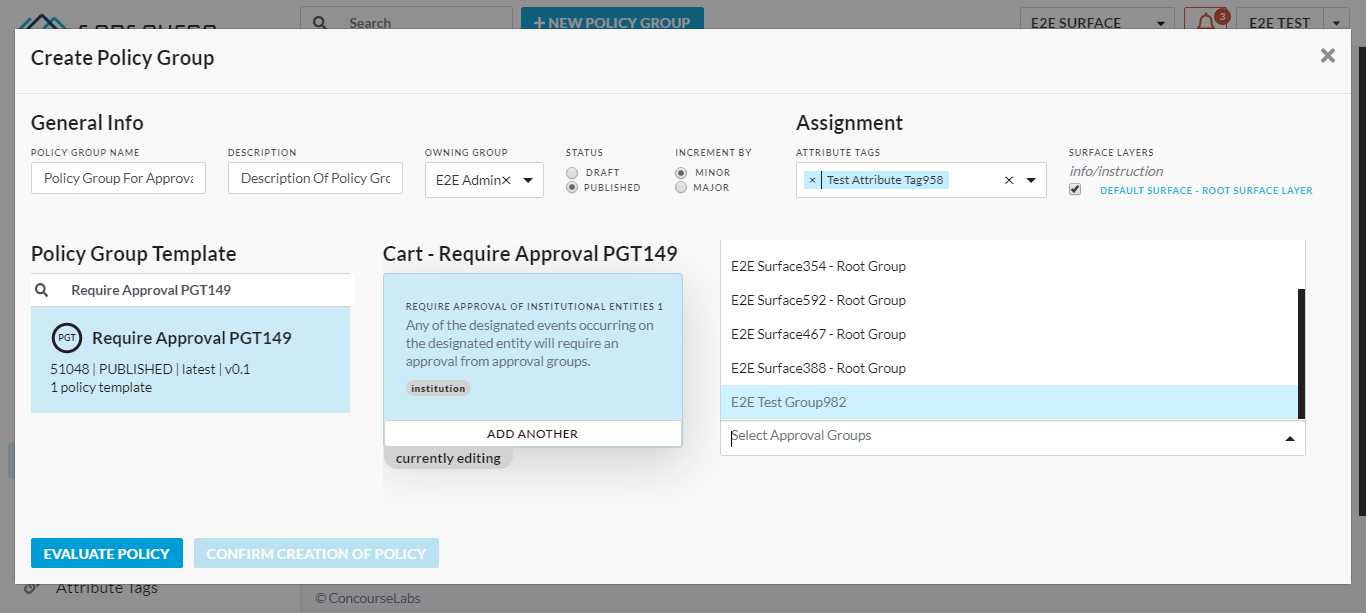 Search
+ NEW POLICY GROUP
E2E SURFACE
3
E2E TEST
Create Policy Group
×
General Info
Assignment
POLICY GROUP NAME
DESCRIPTION
OWNING GROUP
STATUS
INCREMENT BY
ATTRIBUTE TAGS
SURFACE LAYERS
Policy Group For Approva
Description Of Policy Grc
E2E Admin×
DRAFT
PUBLISHED
MINOR
MAJOR
× Test Attribute Tag958 ×
info/instruction
DEFAULT SURFACE - ROOT SURFACE LAYER
Policy Group Template
Require Approval PGT149
PGT Require Approval PGT149
51048 | PUBLISHED | latest | v0.1
1 policy template
Cart - Require Approval PGT149
REQUIRE APPROVAL OF INSTITUTIONAL ENTITIES 1
Any of the designated events occurring on
the designated entity will require an
approval from approval groups.
institution
ADD ANOTHER
currently editing
E2E Surface354 - Root Group
E2E Surface592 - Root Group
E2E Surface467 - Root Group
E2E Surface388 - Root Group
E2E Test Group982
Select Approval Groups
EVALUATE POLICY
CONFIRM CREATION OF POLICY
Attribute Tags
© ConcourseLabs